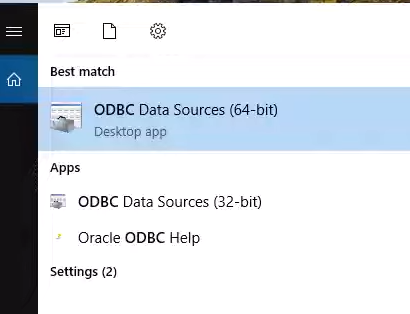 Best match
ODBC Data Sources (64-bit)
Desktop app
Apps
ODBC Data Sources (32-bit)
Oracle ODBC Help
Settings (2)